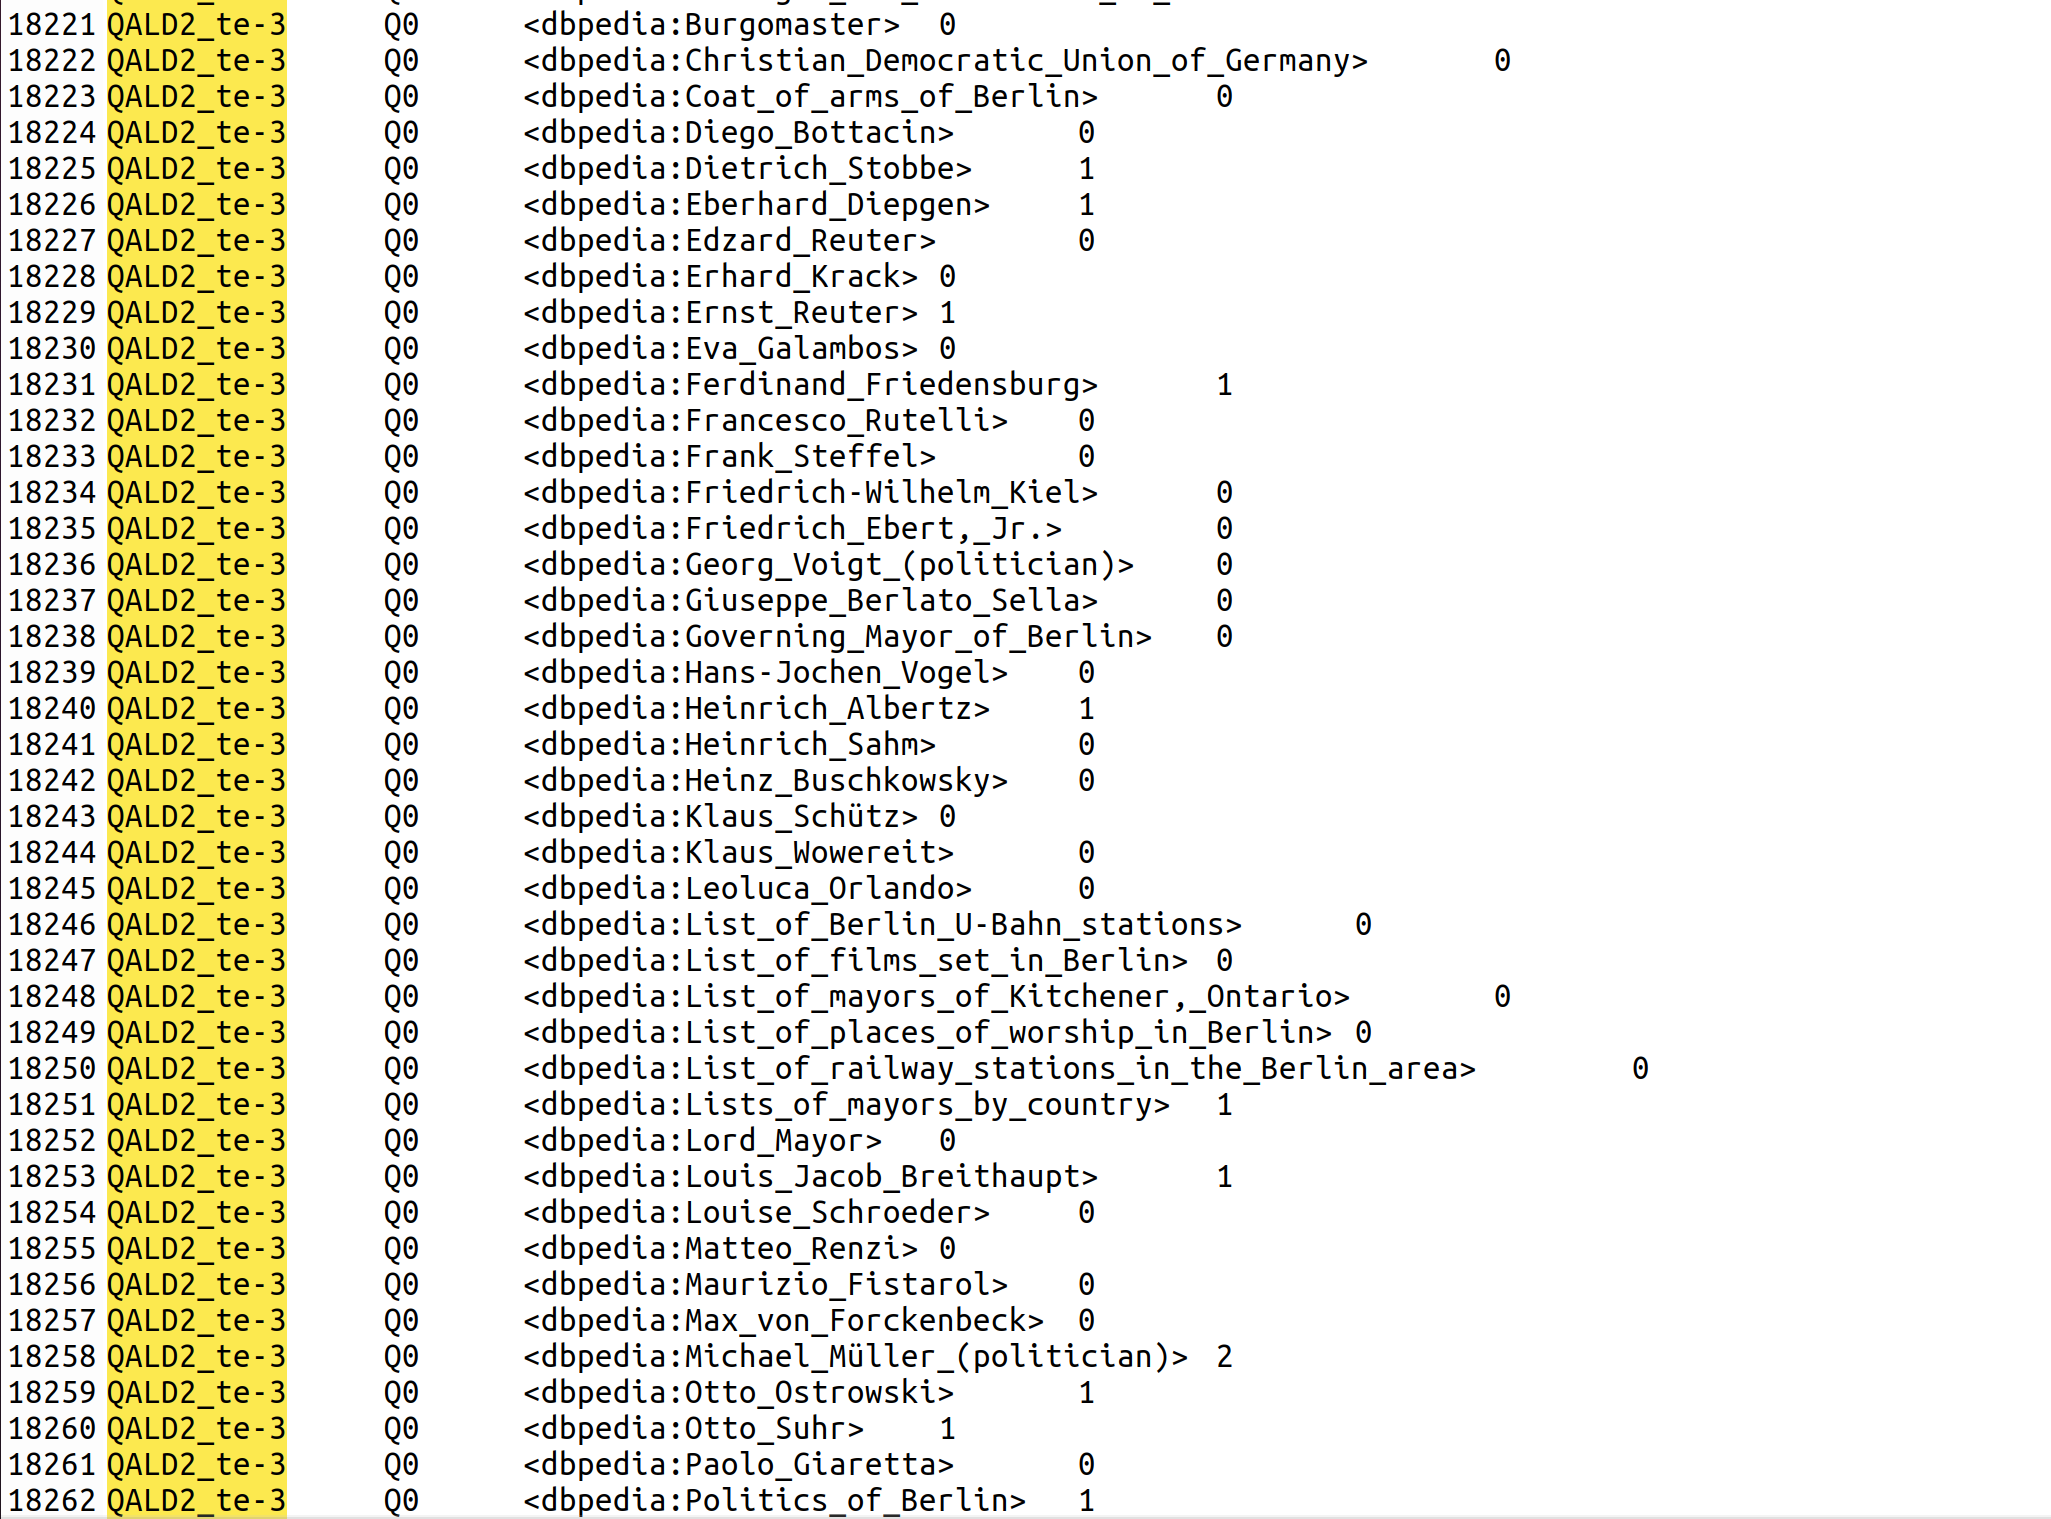 18221 QALD2_te-3 Q0 <dbpedia:Burgomaster> 0
18222 QALD2_te-3 Q0 <dbpedia:Christian_Democratic_Union_of_Germany> 0
18223 QALD2_te-3 Q0 <dbpedia:Coat_of_arms_of_Berlin> 0
18224 QALD2_te-3 Q0 <dbpedia:Diego_Bottacin> 0
18225 QALD2_te-3 Q0 <dbpedia:Dietrich_Stobbe> 1
18226 QALD2_te-3 Q0 <dbpedia:Eberhard_Diepgen> 1
18227 QALD2_te-3 Q0 <dbpedia:Edzard_Reuter> 0
18228 QALD2_te-3 Q0 <dbpedia:Erhard_Krack> 0
18229 QALD2_te-3 Q0 <dbpedia:Ernst_Reuter> 1
18230 QALD2_te-3 Q0 <dbpedia:Eva_Galambos> 0
18231 QALD2_te-3 Q0 <dbpedia:Ferdinand_Friedensburg> 1
18232 QALD2_te-3 Q0 <dbpedia:Francesco_Rutelli> 0
18233 QALD2_te-3 Q0 <dbpedia:Frank_Steffel> 0
18234 QALD2_te-3 Q0 <dbpedia:Friedrich-Wilhelm_Kiel> 0
18235 QALD2_te-3 Q0 <dbpedia:Friedrich_Ebert,_Jr.> 0
18236 QALD2_te-3 Q0 <dbpedia:Georg_Voigt_(politician)> 0
18237 QALD2_te-3 Q0 <dbpedia:Giuseppe_Berlato_Sella> 0
18238 QALD2_te-3 Q0 <dbpedia:Governing_Mayor_of_Berlin> 0
18239 QALD2_te-3 Q0 <dbpedia:Hans-Jochen_Vogel> 0
18240 QALD2_te-3 Q0 <dbpedia:Heinrich_Albertz> 1
18241 QALD2_te-3 Q0 <dbpedia:Heinrich_Sahm> 0
18242 QALD2_te-3 Q0 <dbpedia:Heinz_Buschkowsky> 0
18243 QALD2_te-3 Q0 <dbpedia:Klaus_Schütz> 0
18244 QALD2_te-3 Q0 <dbpedia:Klaus_Wowereit> 0
18245 QALD2_te-3 Q0 <dbpedia:Leoluca_Orlando> 0
18246 QALD2_te-3 Q0 <dbpedia:List_of_Berlin_U-Bahn_stations> 0
18247 QALD2_te-3 Q0 <dbpedia:List_of_films_set_in_Berlin> 0
18248 QALD2_te-3 Q0 <dbpedia:List_of_mayors_of_Kitchener,_Ontario> 0
18249 QALD2_te-3 Q0 <dbpedia:List_of_places_of_worship_in_Berlin> 0
18250 QALD2_te-3 Q0 <dbpedia:List_of_railway_stations_in_the_Berlin_area> 0
18251 QALD2_te-3 Q0 <dbpedia:Lists_of_mayors_by_country> 1
18252 QALD2_te-3 Q0 <dbpedia:Lord_Mayor> 0
18253 QALD2_te-3 Q0 <dbpedia:Louis_Jacob_Breithaupt> 1
18254 QALD2_te-3 Q0 <dbpedia:Louise_Schroeder> 0
18255 QALD2_te-3 Q0 <dbpedia:Matteo_Renzi> 0
18256 QALD2_te-3 Q0 <dbpedia:Maurizio_Fistarol> 0
18257 QALD2_te-3 Q0 <dbpedia:Max_von_Forckenbeck> 0
18258 QALD2_te-3 Q0 <dbpedia:Michael_Müller_(politician)> 2
18259 QALD2_te-3 Q0 <dbpedia:Otto_Ostrowski> 1
18260 QALD2_te-3 Q0 <dbpedia:Otto_Suhr> 1
18261 QALD2_te-3 Q0 <dbpedia:Paolo_Giaretta> 0
18262 QALD2_te-3 Q0 <dbpedia:Politics_of_Berlin> 1